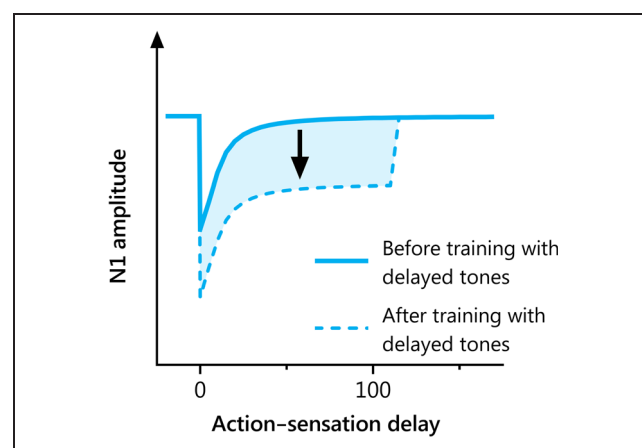 N1 amplitude
Before training with
delayed tones
After training with
delayed tones
0
100
Action–sensation delay